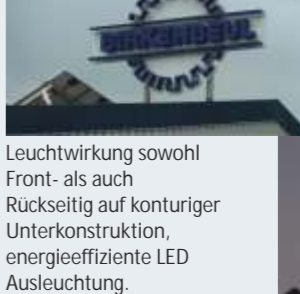 BIRKENBEUL
Leuchtwirkung sowohl
Front- als auch
Rückseitig auf konturiger
Unterkonstruktion,
energieeffiziente LED
Ausleuchtung.